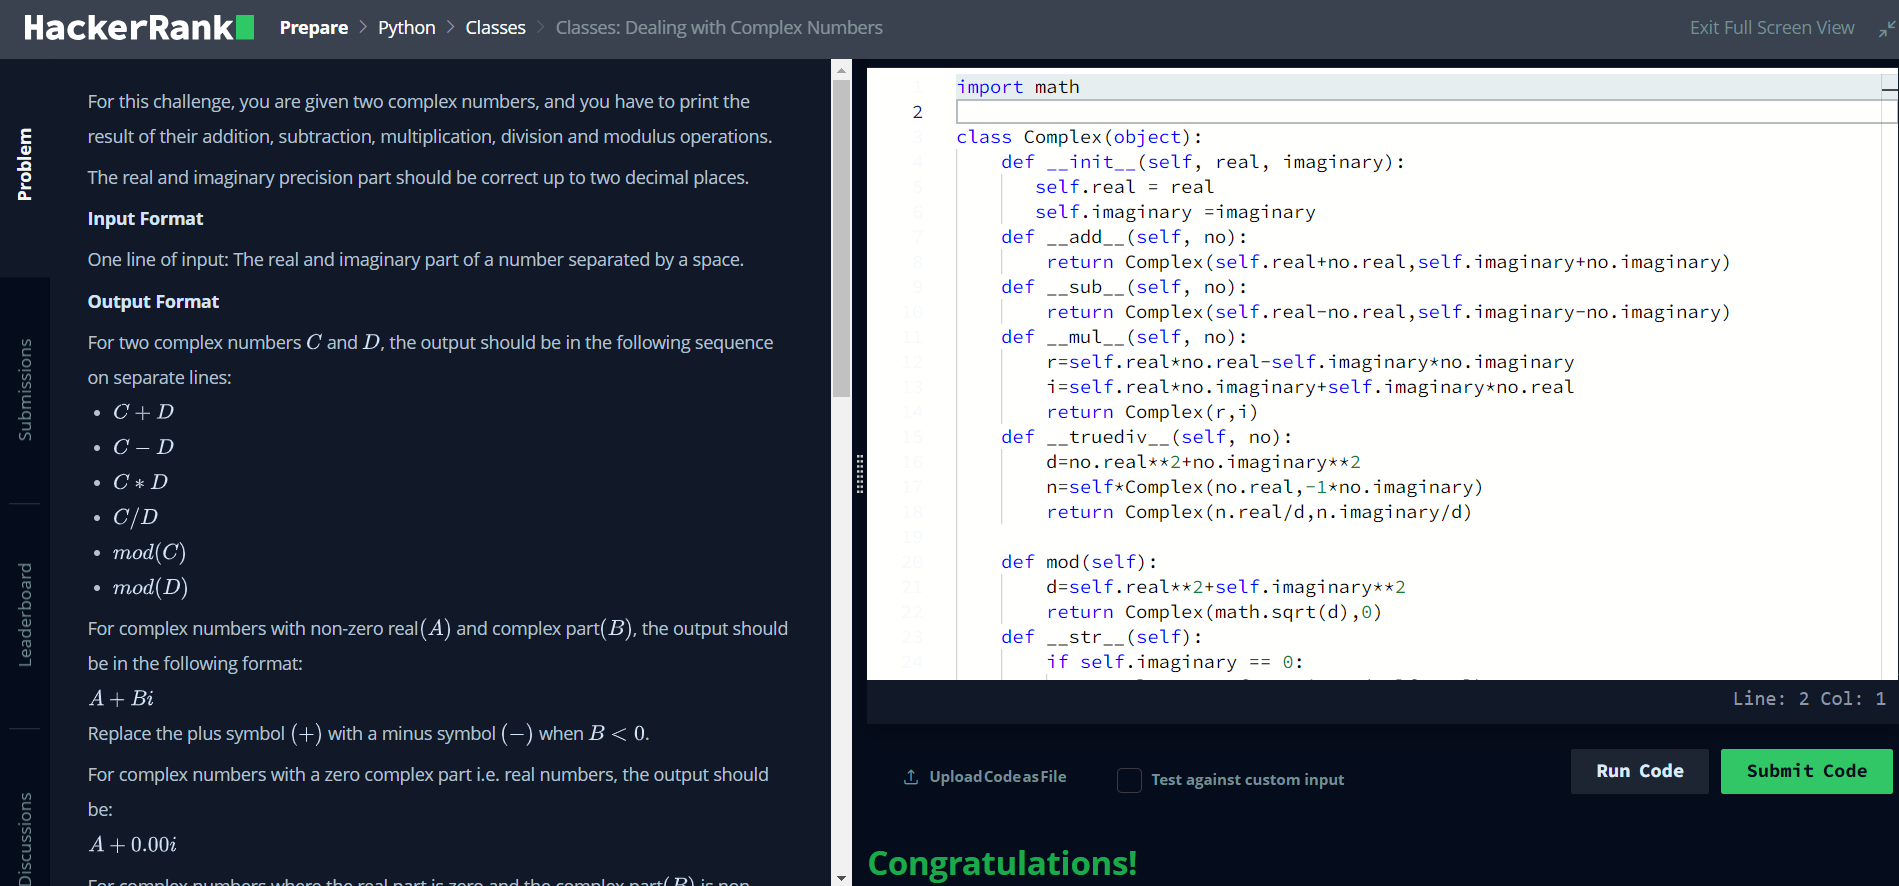 HackerRank
Prepare > Python > Classes > Classes: Dealing with Complex Numbers
Exit Full Screen View
Problem
Submissions
Leaderboard
Discussions
For this challenge, you are given two complex numbers, and you have to print the
result of their addition, subtraction, multiplication, division and modulus operations.
The real and imaginary precision part should be correct up to two decimal places.
Input Format
One line of input: The real and imaginary part of a number separated by a space.
Output Format
For two complex numbers C and D, the output should be in the following sequence
on separate lines:
• C + D
• C − D
• C ∗ D
• C/D
• mod(C)
• mod(D)
For complex numbers with non-zero real(A) and complex part(B), the output should
be in the following format:
A + Bi
Replace the plus symbol (+) with a minus symbol (−) when B < 0.
For complex numbers with a zero complex part i.e. real numbers, the output should
be:
A + 0.00i
For complex numbers where the real part is zero and the complex part(B) is non-
1 import math
2
3 class Complex(object):
4 def __init__(self, real, imaginary):
5 self.real = real
6 self.imaginary =imaginary
7 def __add__(self, no):
8 return Complex(self.real+no.real,self.imaginary+no.imaginary)
9 def __sub__(self, no):
10 return Complex(self.real-no.real,self.imaginary-no.imaginary)
11 def __mul__(self, no):
12 r=self.real*no.real-self.imaginary*no.imaginary
13 i=self.real*no.imaginary+self.imaginary*no.real
14 return Complex(r,i)
15 def __truediv__(self, no):
16 d=no.real**2+no.imaginary**2
17 n=self*Complex(no.real,-1*no.imaginary)
18 return Complex(n.real/d,n.imaginary/d)
19
20 def mod(self):
21 d=self.real**2+self.imaginary**2
22 return Complex(math.sqrt(d),0)
23 def __str__(self):
24 if self.imaginary == 0:
Line: 2 Col: 1
Upload Code as File
Test against custom input
Run Code
Submit Code
Congratulations!